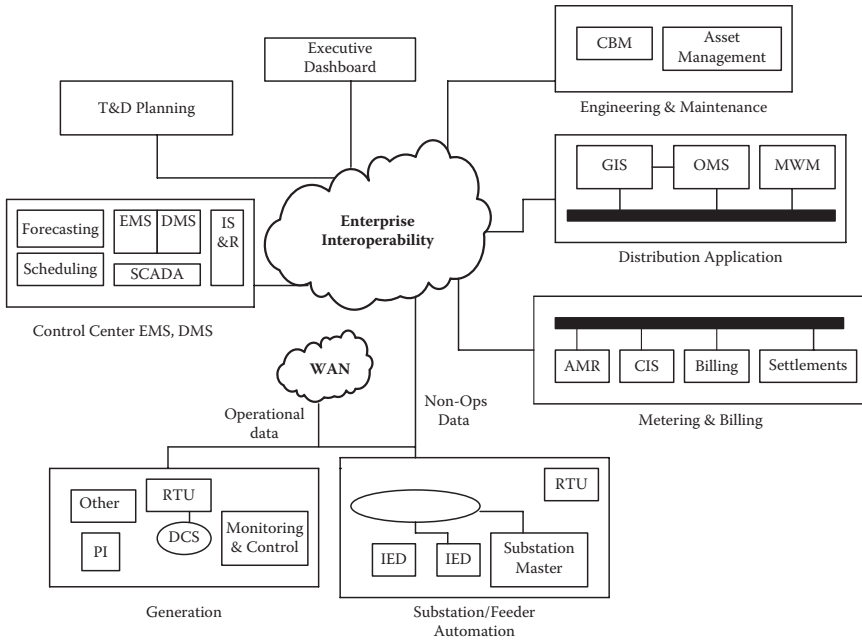 Executive
Dashboard
CBM
Asset
Management
Engineering & Maintenance
T&D Planning
GIS
OMS
MWM
Distribution Application
Enterprise
Interoperability
Forecasting
Scheduling
EMS
DMS
SCADA
IS
&R
Control Center EMS, DMS
AMR
CIS
Billing
Settlements
Metering & Billing
WAN
Operational
data
Non-Ops
Data
Other
RTU
DCS
PI
Monitoring
& Control
Generation
RTU
IED
IED
Substation
Master
Substation/Feeder
Automation